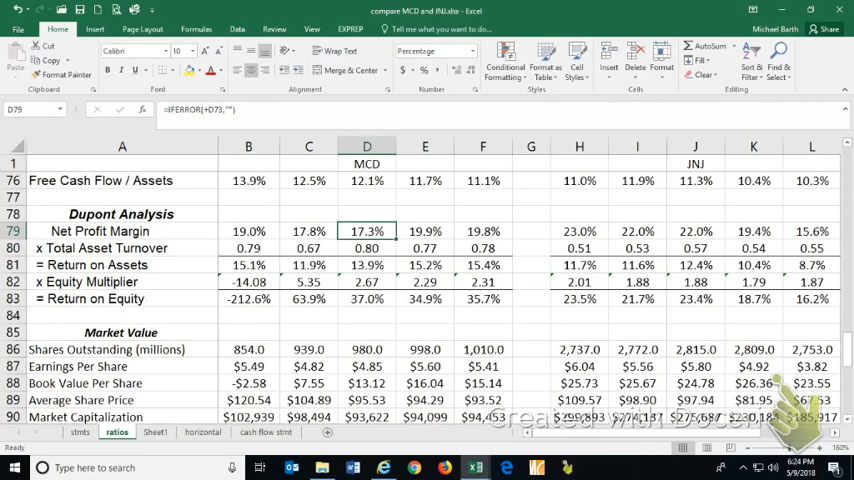 compare MCD and JNJ.xlsx - Excel
File Home Insert Page Layout Formulas Data Review View EXPREP Tell me what you want to do... Michael Barth Share
Cut
Copy
Format Painter
Paste
Clipboard
Calibri 10
B I U
Font
Wrap Text
Merge & Center
Alignment
Percentage
$ % ,
Number
Conditional Formatting
Format as Table
Cell Styles
Styles
Insert Delete Format
Cells
AutoSum
Fill
Clear
Sort & Filter
Find & Select
Editing
D79 fx =IFERROR(+D73,"")
A B C D E F G H I J K L
1 MCD JNJ
76 Free Cash Flow / Assets 13.9% 12.5% 12.1% 11.7% 11.1% 11.0% 11.9% 11.3% 10.4% 10.3%
77
78 Dupont Analysis
79 Net Profit Margin 19.0% 17.8% 17.3% 19.9% 19.8% 23.0% 22.0% 22.0% 19.4% 15.6%
80 x Total Asset Turnover 0.79 0.67 0.80 0.77 0.78 0.51 0.53 0.57 0.54 0.55
81 = Return on Assets 15.1% 11.9% 13.9% 15.2% 15.4% 11.7% 11.6% 12.4% 10.4% 8.7%
82 x Equity Multiplier -14.08 5.35 2.67 2.29 2.31 2.01 1.88 1.88 1.79 1.87
83 = Return on Equity -212.6% 63.9% 37.0% 34.9% 35.7% 23.5% 21.7% 23.4% 18.7% 16.2%
84
85 Market Value
86 Shares Outstanding (millions) 854.0 939.0 980.0 998.0 1,010.0 2,737.0 2,772.0 2,815.0 2,809.0 2,753.0
87 Earnings Per Share $5.49 $4.82 $4.85 $5.60 $5.41 $6.04 $5.56 $5.80 $4.92 $3.82
88 Book Value Per Share -$2.58 $7.55 $13.12 $16.04 $15.14 $25.73 $25.67 $24.78 $26.36 $23.55
89 Average Share Price $120.54 $104.89 $95.53 $94.29 $93.52 $109.57 $98.90 $97.94 $81.95
90 Market Capitalization $102,939 $98,494 $93,622 $94,099 $94,453 $299,893 $274,187 $275,687 $230,184 $185,917
Created with Doceri
stmts ratios Sheet1 horizontal cash flow stmt
Ready 160%
Type here to search
6:24 PM
5/9/2018